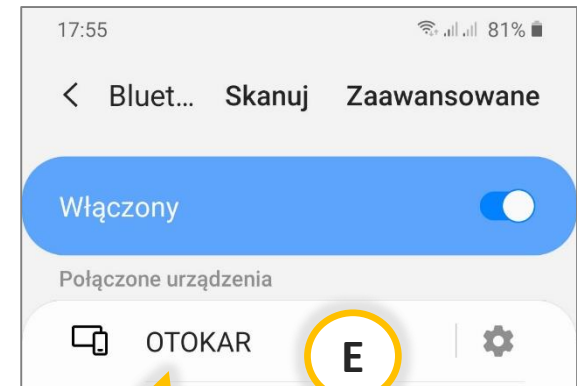 17:55 81%
Bluet... Skanuj Zaawansowane
Włączony
Połączone urządzenia
OTOKAR E